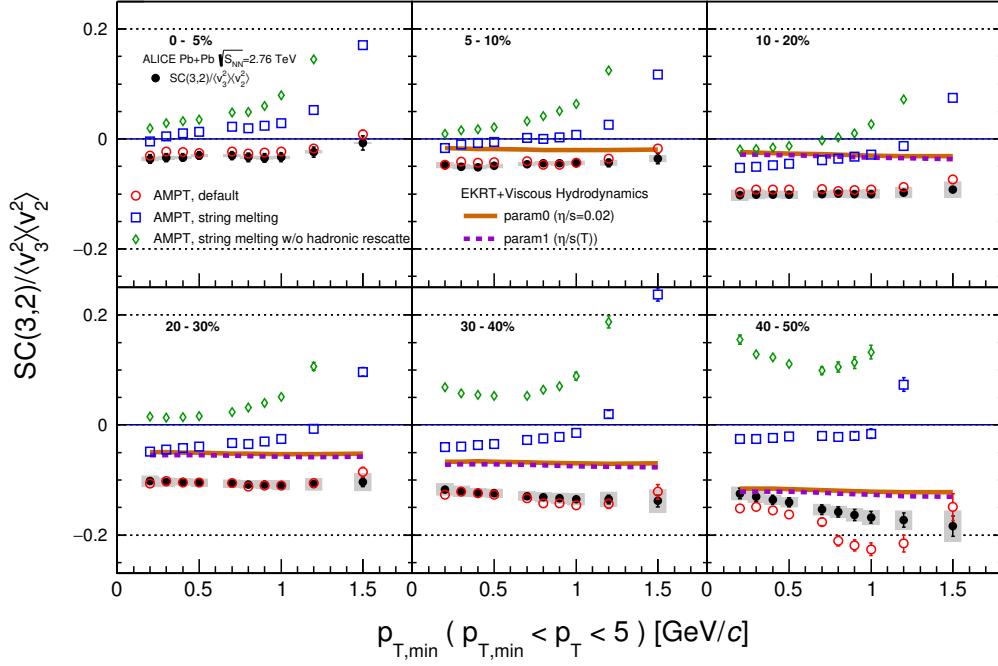 0 - 5%
ALICE Pb+Pb √S_NN=2.76 TeV
SC(3,2)/⟨v₃²⟩⟨v₂²⟩
AMPT, default
AMPT, string melting
AMPT, string melting w/o hadronic rescatte
5 - 10%
EKRT+Viscous Hydrodynamics
param0 (η/s=0.02)
param1 (η/s(T))
10 - 20%
0.2
0
−0.2
SC(3,2)/⟨v₃²⟩⟨v₂²⟩
20 - 30%
30 - 40%
40 - 50%
0.2
0
−0.2
0 0.5 1 1.5 0 0.5 1 1.5 0 0.5 1 1.5
p_T,min ( p_T,min < p_T < 5 ) [GeV/c]